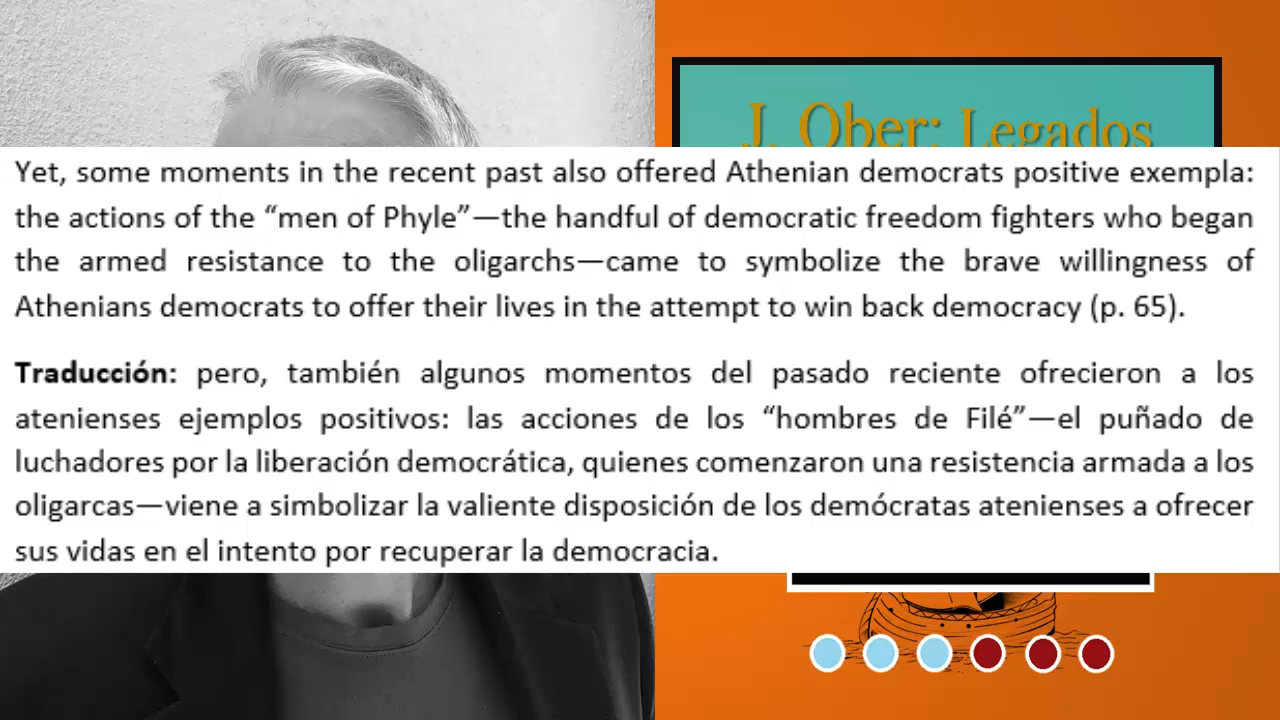 J. Ober: Legados
Yet, some moments in the recent past also offered Athenian democrats positive exempla:
the actions of the “men of Phyle”—the handful of democratic freedom fighters who began
the armed resistance to the oligarchs—came to symbolize the brave willingness of
Athenians democrats to offer their lives in the attempt to win back democracy (p. 65).
Traducción: pero, también algunos momentos del pasado reciente ofrecieron a los
atenienses ejemplos positivos: las acciones de los “hombres de Filé”—el puñado de
luchadores por la liberación democrática, quienes comenzaron una resistencia armada a los
oligarcas—viene a simbolizar la valiente disposición de los demócratas atenienses a ofrecer
sus vidas en el intento por recuperar la democracia.